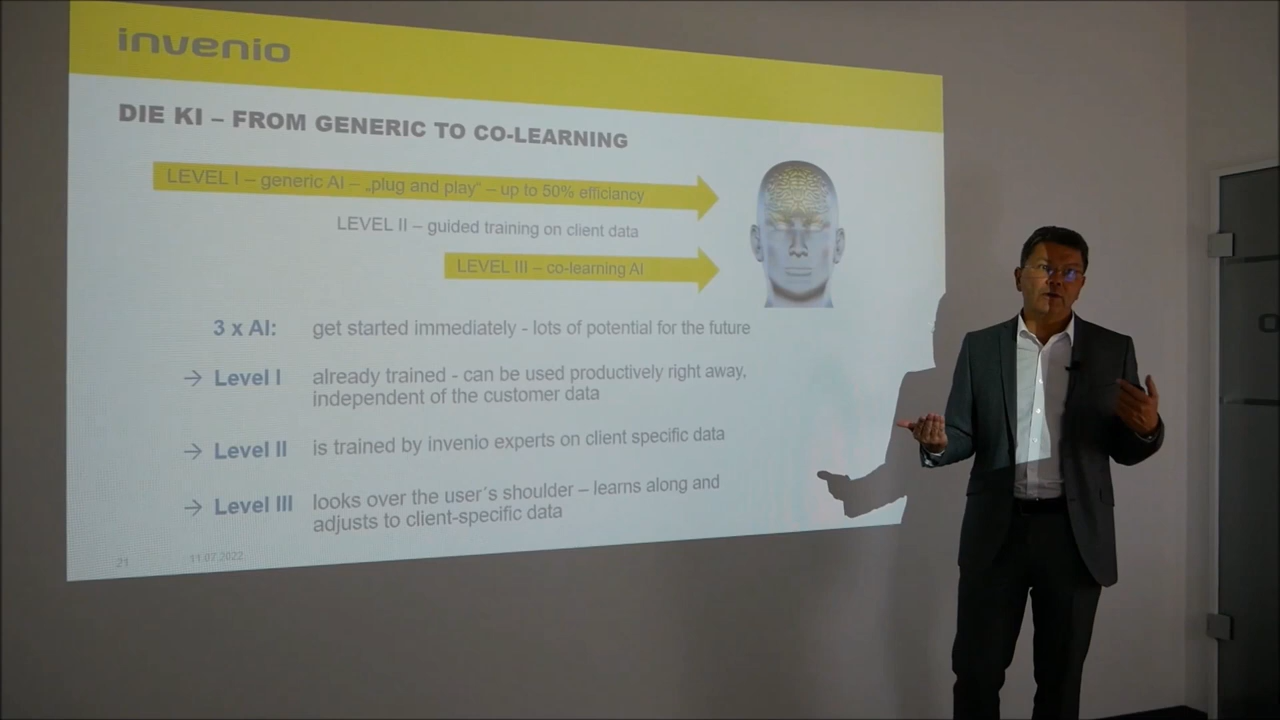 invenio
DIE KI – FROM GENERIC TO CO-LEARNING
LEVEL I – generic AI – „plug and play“ – up to 50% efficiancy
LEVEL II – guided training on client data
LEVEL III – co-learning AI
3 x AI: get started immediately - lots of potential for the future
→ Level I already trained - can be used productively right away,
independent of the customer data
→ Level II is trained by invenio experts on client specific data
→ Level III looks over the user´s shoulder – learns along and
adjusts to client-specific data
21 11.07.2022